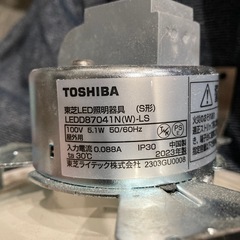 TOSHIBA
東芝LED照明器具 (S形)
LEDD87041N(W)-LS
100V 5.1W 50/60Hz
屋外用
入力電流 0.088A IP30
ta 30℃
中国製
2023年
東芝ライテック株式会社 2303GU0008